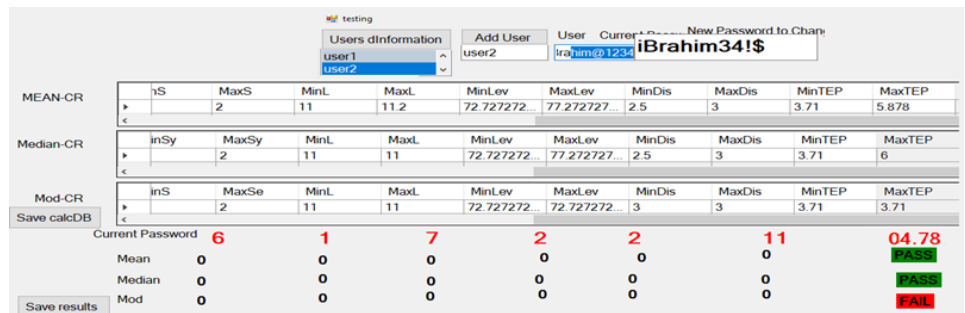 testing
Users dInformation Add User User New Password to Chan
user1 user2 Ira him@1234 iBrahim34!$
user2
MaxS MinL MaxL MinLev MaxLev MinDis MaxDis MinTEP MaxTEP
MEAN-CR 2 11 11.2 72.727272... 77.272727... 2.5 3 3.71 5.878
inSy MaxSy MinL MaxL MinLev MaxLev MinDis MaxDis MinTEP MaxTEP
Median-CR 2 11 11 72.727272... 77.272727... 2.5 3 3.71 6
inS MaxSe MinL MaxL MinLev MaxLev MinDis MaxDis MinTEP MaxTEP
Mod-CR 2 11 11 72.727272... 72.727272... 3 3 3.71 3.71
Save calcDB
Current Password 6 1 7 2 2 11 04.78
Mean 0 0 0 0 0 0 PASS
Median 0 0 0 0 0 0 PASS
Mod 0 0 0 0 0 0 FAIL
Save results